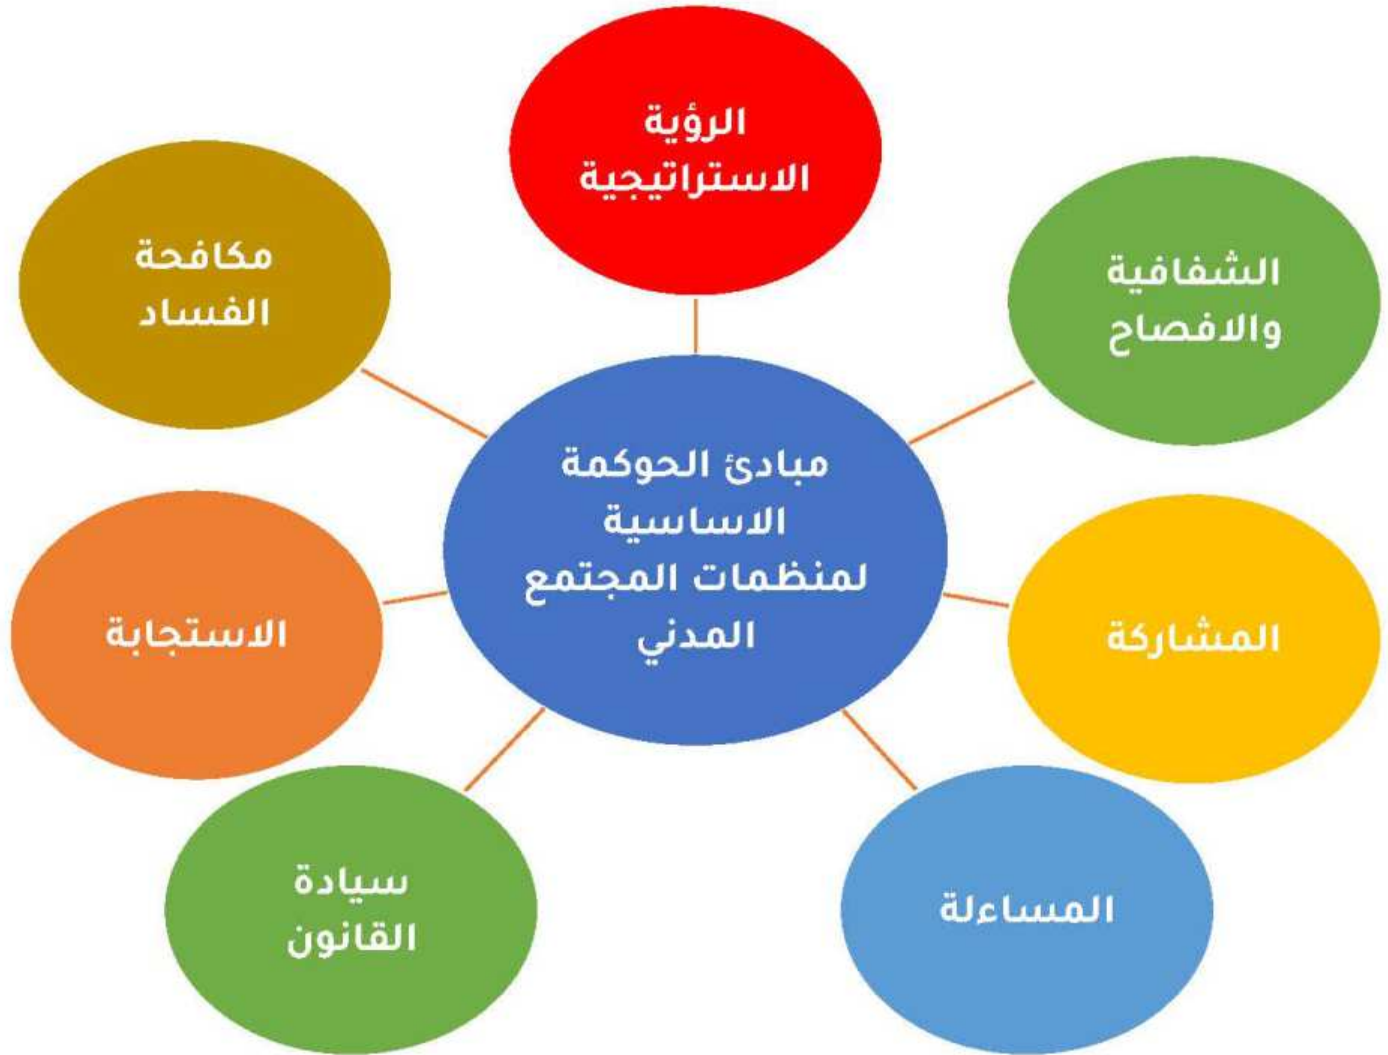 الرؤية
الاستراتيجية
الشفافية
والافصاح
المشاركة
المساءلة
سيادة
القانون
الاستجابة
مكافحة
الفساد
مبادئ الحوكمة
الاساسية
لمنظمات المجتمع
المدني